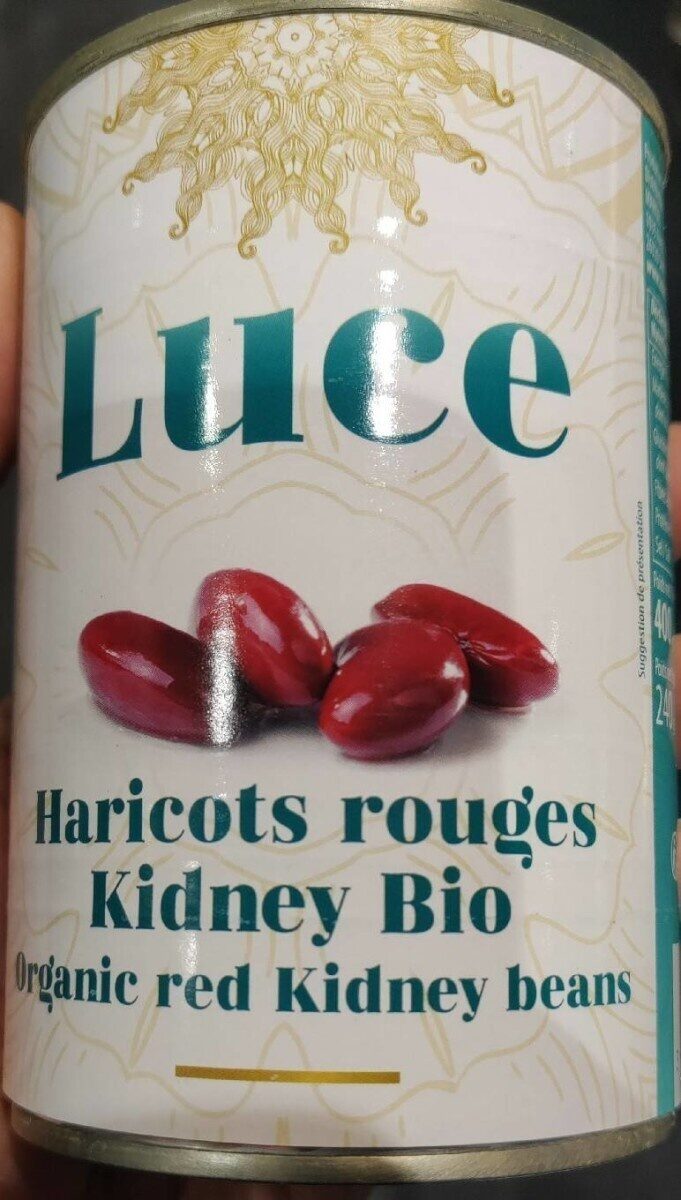 Luce
Suggestion de présentation
Haricots rouges
Kidney Bio
Organic red Kidney beans